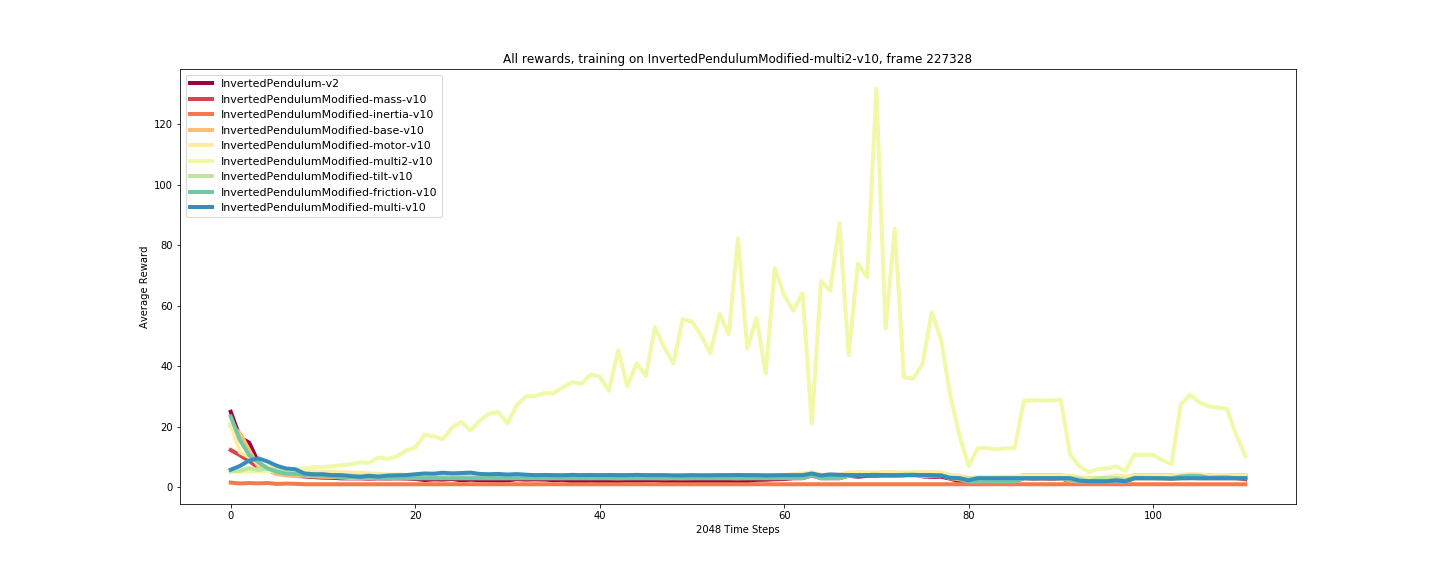 All rewards, training on InvertedPendulumModified-multi2-v10, frame 227328
InvertedPendulum-v2
InvertedPendulumModified-mass-v10
InvertedPendulumModified-inertia-v10
InvertedPendulumModified-base-v10
InvertedPendulumModified-motor-v10
InvertedPendulumModified-multi2-v10
InvertedPendulumModified-tilt-v10
InvertedPendulumModified-friction-v10
InvertedPendulumModified-multi-v10
Average Reward
120
100
80
60
40
20
0
0 20 40 60 80 100
2048 Time Steps